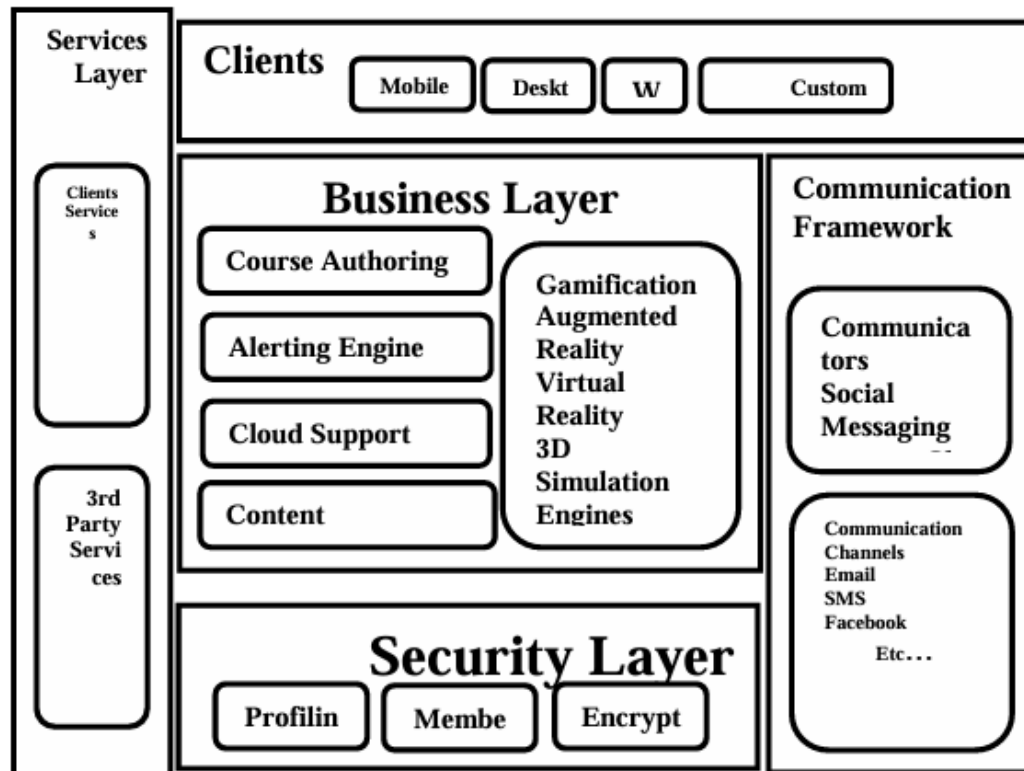 Services
Layer
Clients
Service
s
3rd
Party
Servi
ces
Clients
Mobile
Deskt
W
Custom
Business Layer
Course Authoring
Alerting Engine
Cloud Support
Content
Gamification
Augmented
Reality
Virtual
Reality
3D
Simulation
Engines
Communication
Framework
Communica
tors
Social
Messaging
Communication
Channels
Email
SMS
Facebook
Etc...
Security Layer
Profilin
Membe
Encrypt